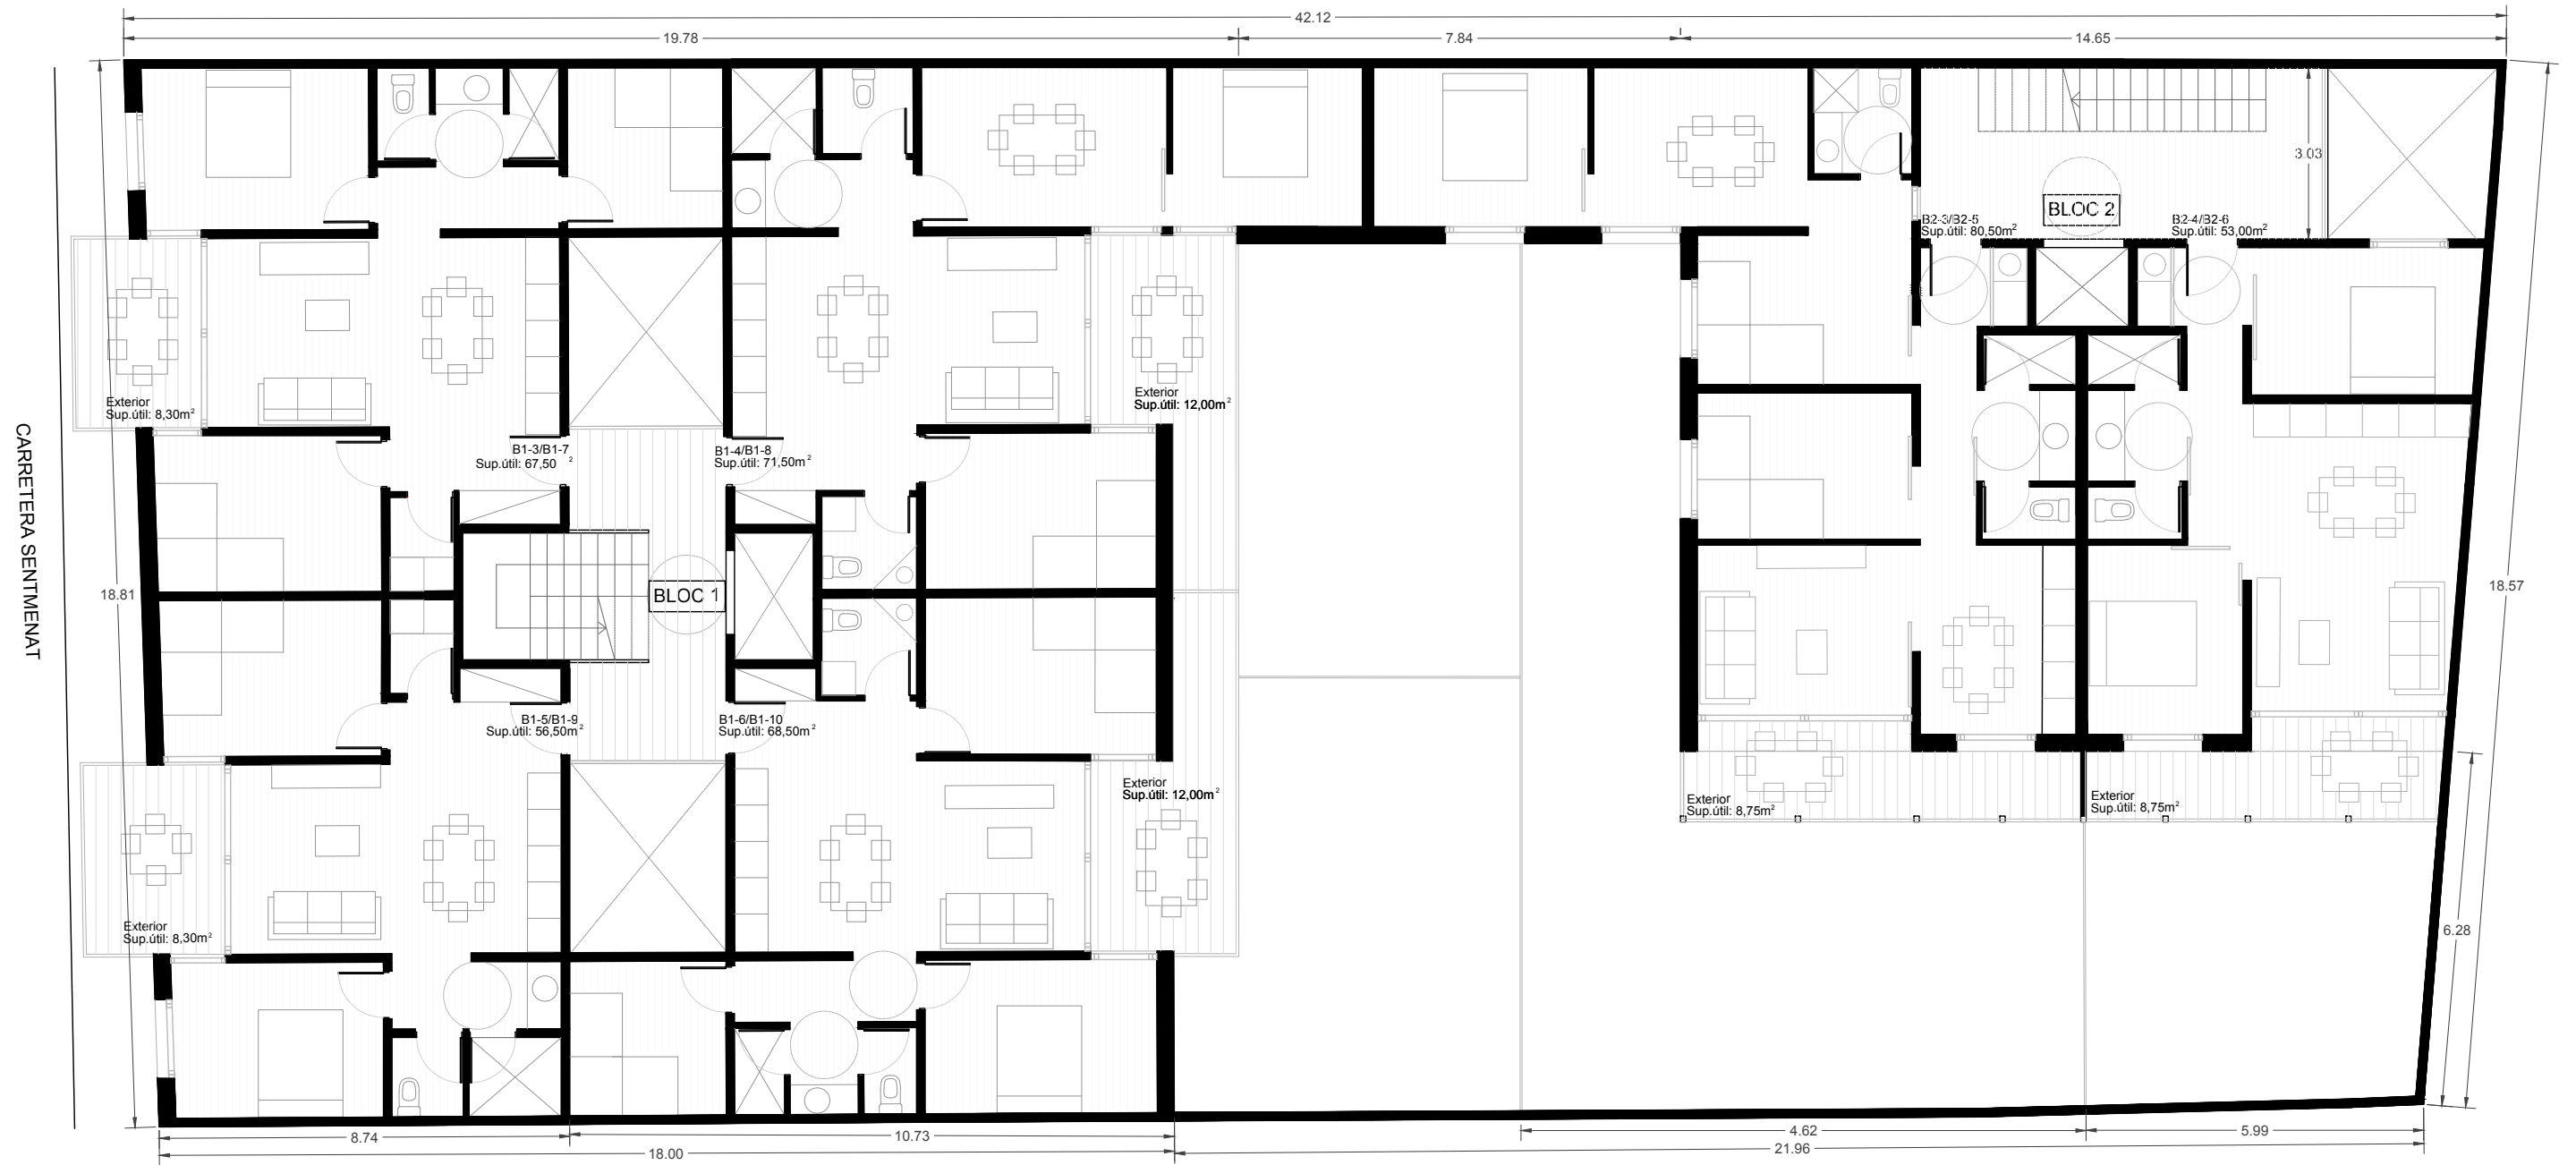 42.12
19.78
7.84
14.65
3.03
BLOC 2
B2-3/B2-5
Sup.útil: 80,50m²
B2-4/B2-6
Sup.útil: 53,00m²
Exterior
Sup.útil: 8,30m²
Exterior
Sup.útil: 12,00m²
CARRETERA SENTMENAT
B1-3/B1-7
Sup.útil: 67,50 ²
B1-4/B1-8
Sup.útil: 71,50m²
18.81
BLOC 1
18.57
B1-5/B1-9
Sup.útil: 56,50m²
B1-6/B1-10
Sup.útil: 68,50m²
Exterior
Sup.útil: 12,00m²
Exterior
Sup.útil: 8,75m²
Exterior
Sup.útil: 8,75m²
Exterior
Sup.útil: 8,30m²
6.28
8.74
10.73
4.62
5.99
18.00
21.96